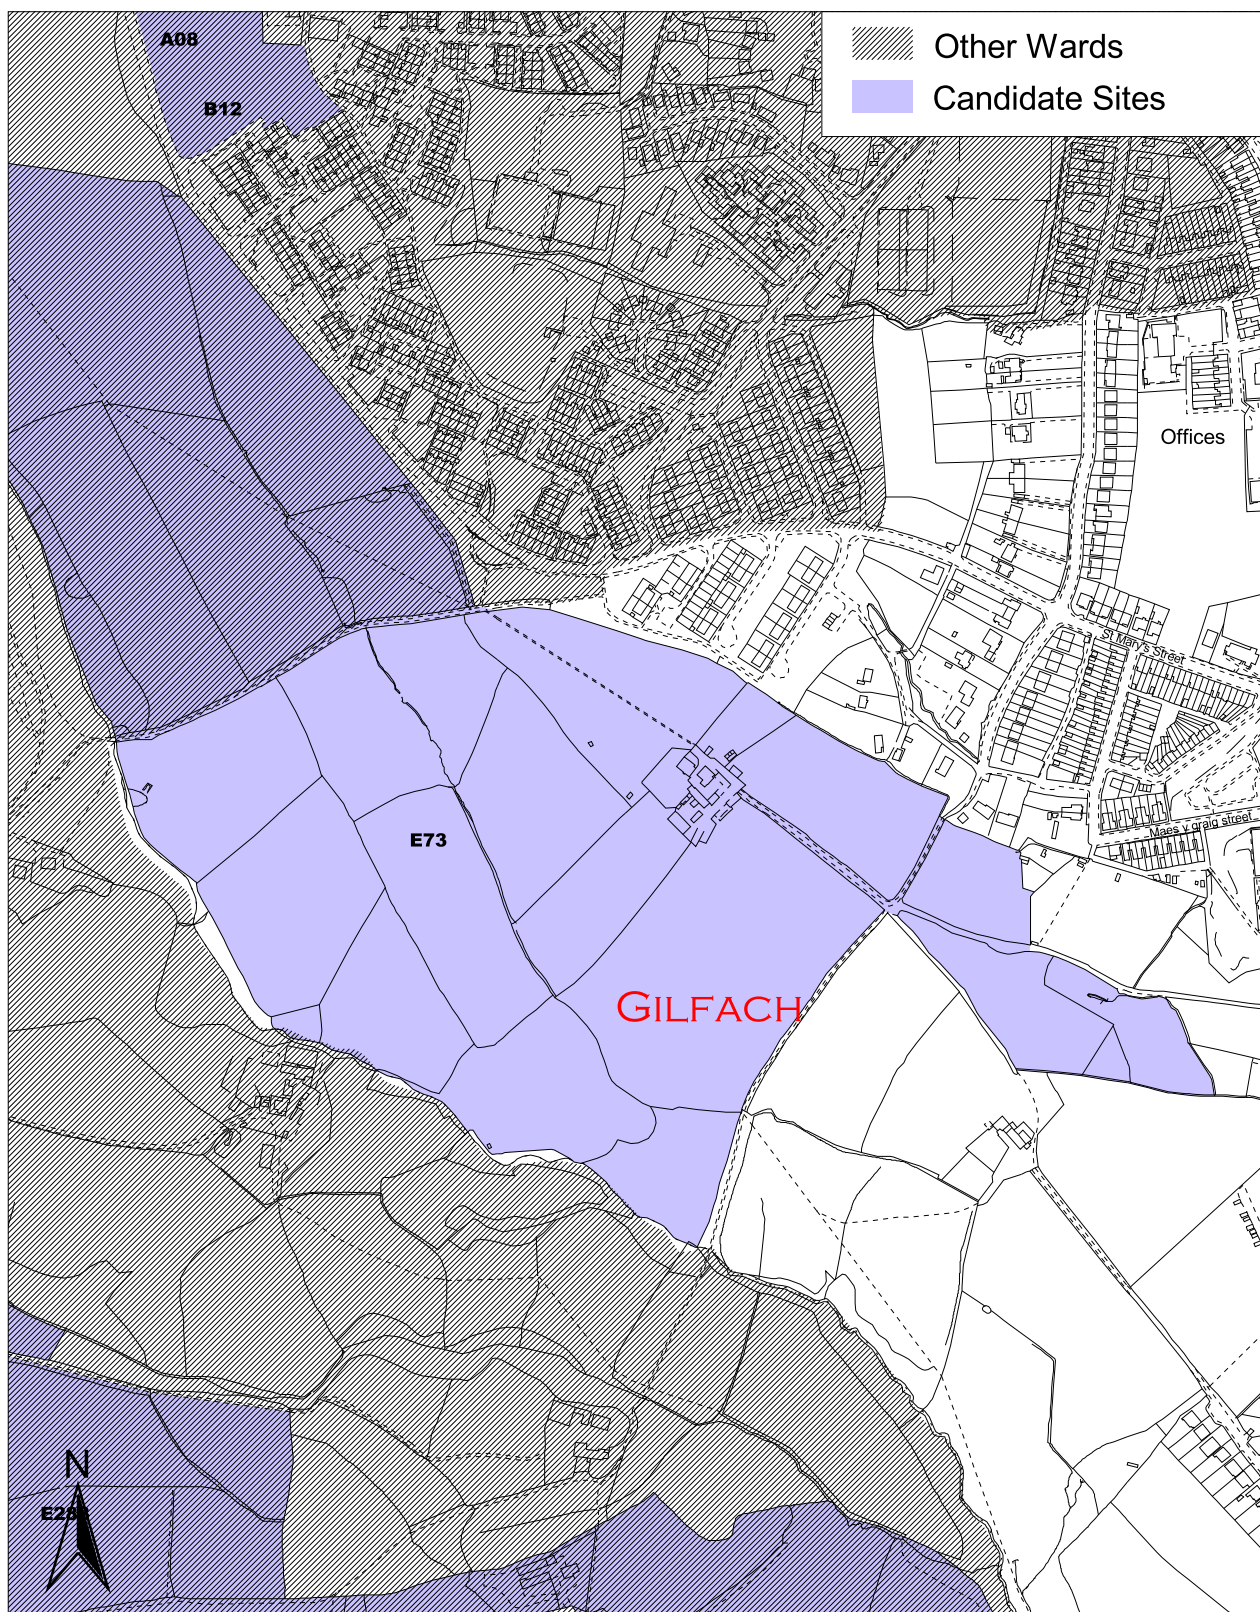 A08
Other Wards
Candidate Sites
B12
Offices
St Mary's Street
Maes y graig street
E73
GILFACH
N